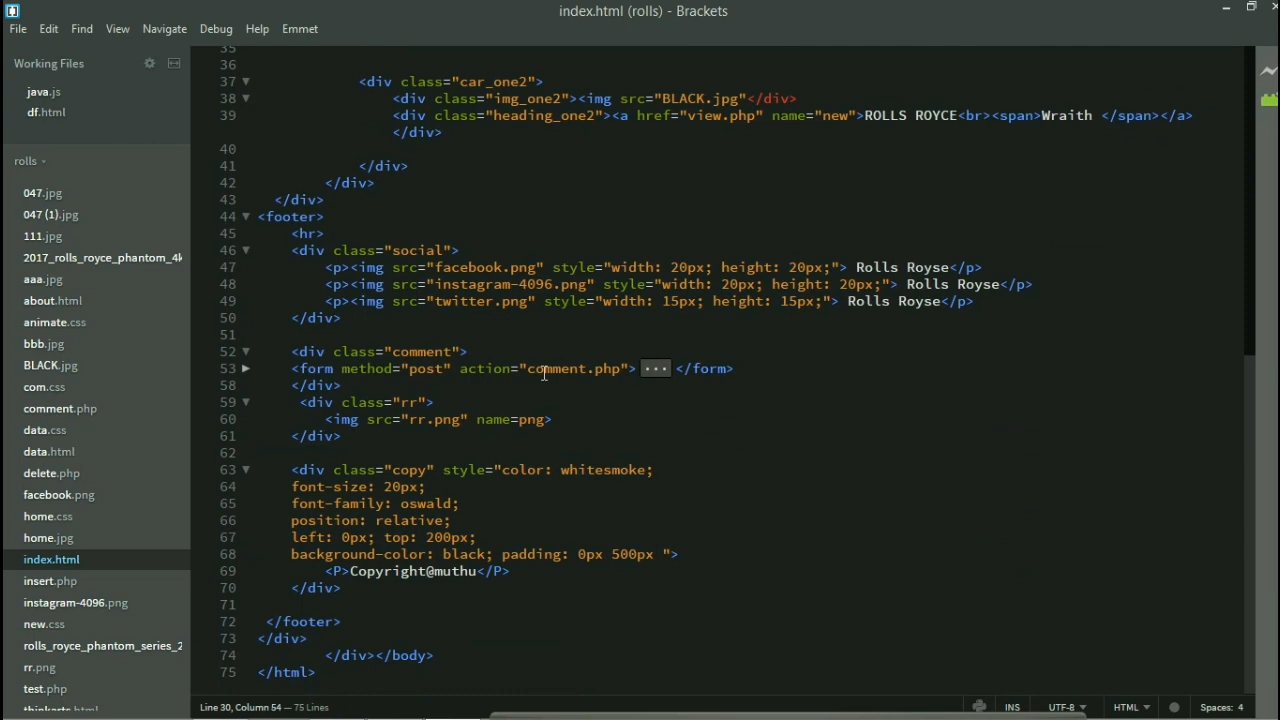 index.html (rolls) - Brackets
File Edit Find View Navigate Debug Help Emmet
Working Files
java.js
df.html
rolls
047.jpg
047 (1).jpg
111.jpg
2017_rolls_royce_phantom_4k
aaa.jpg
about.html
animate.css
bbb.jpg
BLACK.jpg
com.css
comment.php
data.css
data.html
delete.php
facebook.png
home.css
home.jpg
index.html
insert.php
instagram-4096.png
new.css
rolls_royce_phantom_series_2
rr.png
test.php
thinkarts.html
35
36
37 <div class="car_one2">
38 <div class="img_one2"><img src="BLACK.jpg"</div>
39 <div class="heading_one2"><a href="view.php" name="new">ROLLS ROYCE<br><span>Wraith </span></a>
</div>
40
41 </div>
42 </div>
43 </div>
44 <footer>
45 <hr>
46 <div class="social">
47 <p><img src="facebook.png" style="width: 20px; height: 20px;"> Rolls Royse</p>
48 <p><img src="instagram-4096.png" style="width: 20px; height: 20px;"> Rolls Royse</p>
49 <p><img src="twitter.png" style="width: 15px; height: 15px;"> Rolls Royse</p>
50 </div>
51
52 <div class="comment">
53 <form method="post" action="comment.php"> ... </form>
58 </div>
59 <div class="rr">
60 <img src="rr.png" name=png>
61 </div>
62
63 <div class="copy" style="color: whitesmoke;
64 font-size: 20px;
65 font-family: oswald;
66 position: relative;
67 left: 0px; top: 200px;
68 background-color: black; padding: 0px 500px ">
69 <P>Copyright@muthu</P>
70 </div>
71
72 </footer>
73 </div>
74 </div></body>
75 </html>
Line 30, Column 54 — 75 Lines
INS UTF-8 HTML Spaces: 4